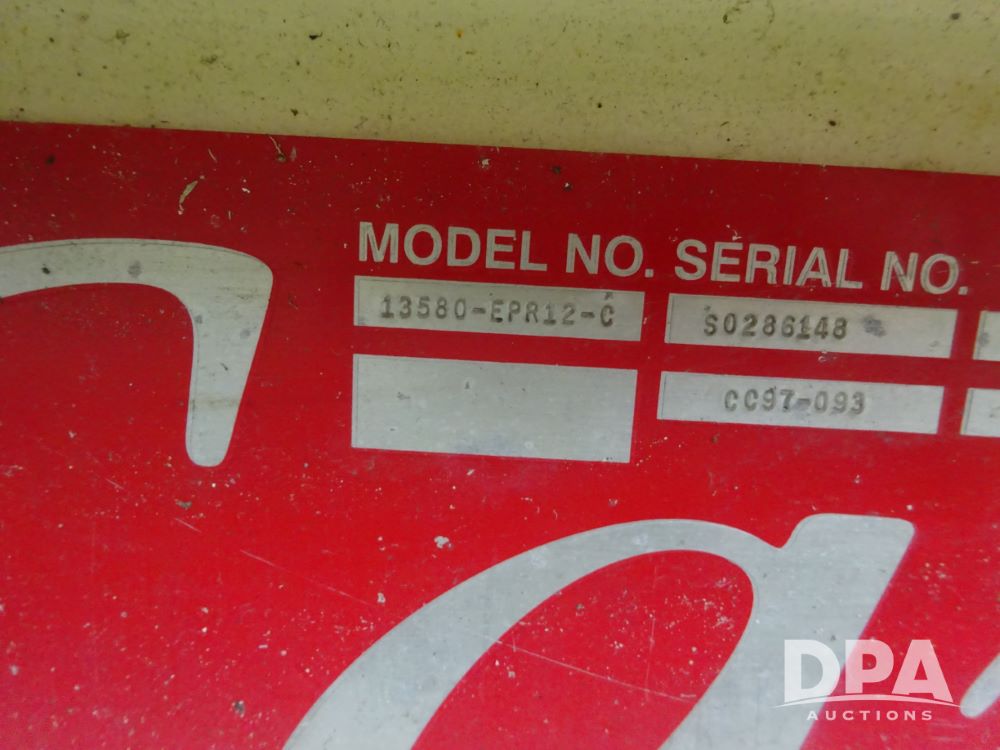 MODEL NO. SERIAL NO.
13580-EPR12-C S0286148
CC97-093
DPA
AUCTIONS